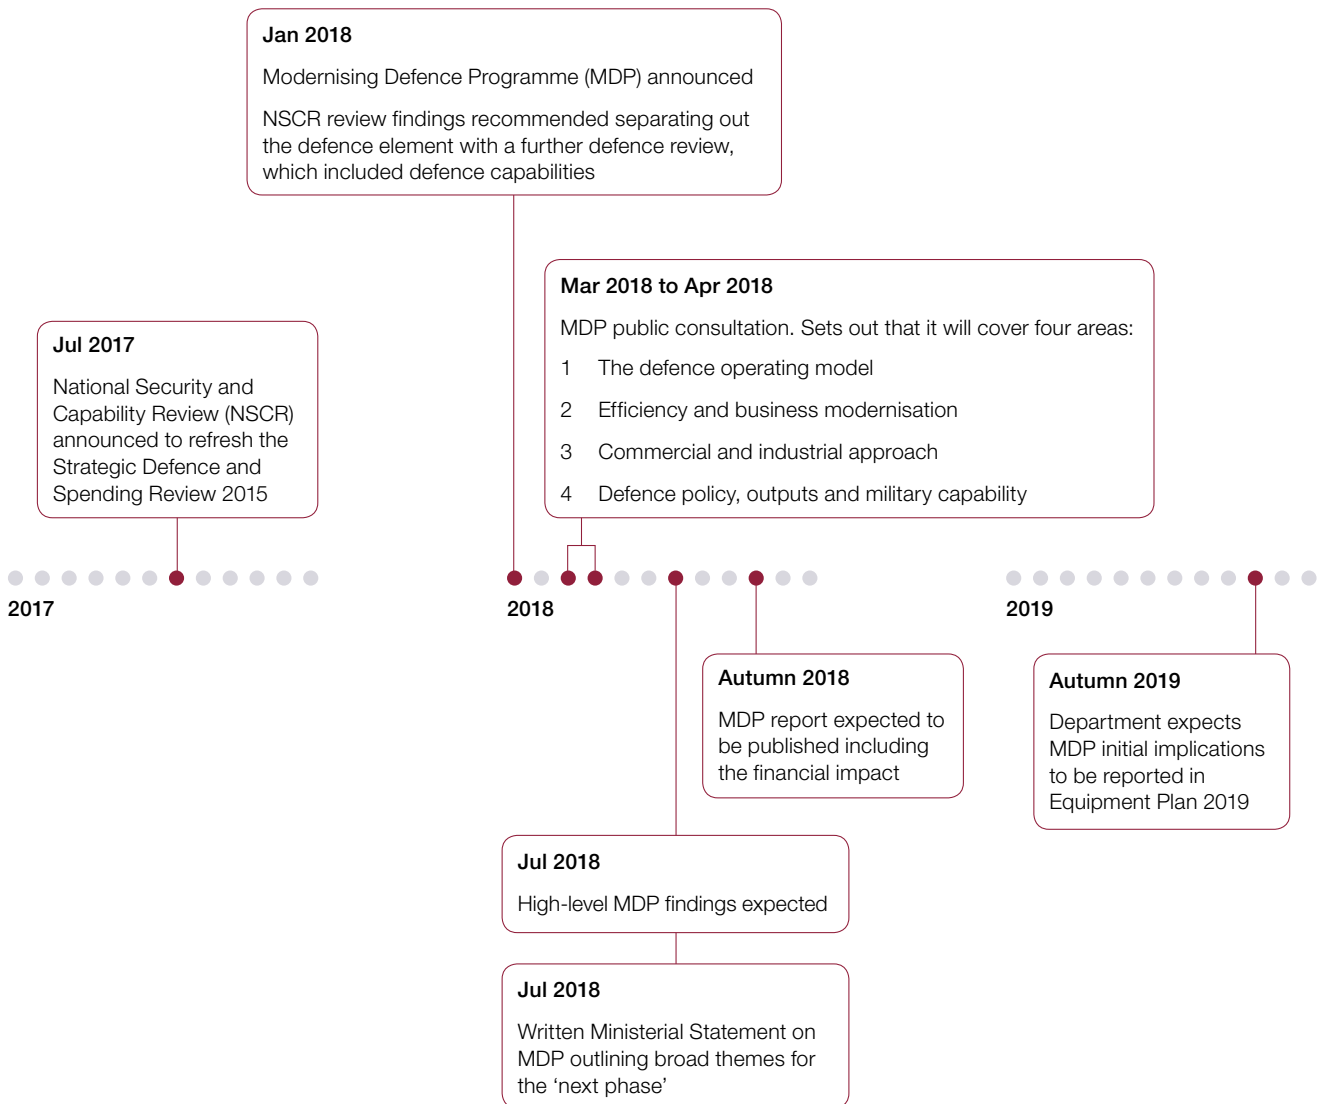 Jan 2018
Modernising Defence Programme (MDP) announced
NSCR review findings recommended separating out
the defence element with a further defence review,
which included defence capabilities
Mar 2018 to Apr 2018
MDP public consultation. Sets out that it will cover four areas:
1 The defence operating model
2 Efficiency and business modernisation
3 Commercial and industrial approach
4 Defence policy, outputs and military capability
Jul 2017
National Security and
Capability Review (NSCR)
announced to refresh the
Strategic Defence and
Spending Review 2015
2017
2018
2019
Autumn 2018
MDP report expected to
be published including
the financial impact
Autumn 2019
Department expects
MDP initial implications
to be reported in
Equipment Plan 2019
Jul 2018
High-level MDP findings expected
Jul 2018
Written Ministerial Statement on
MDP outlining broad themes for
the ‘next phase’